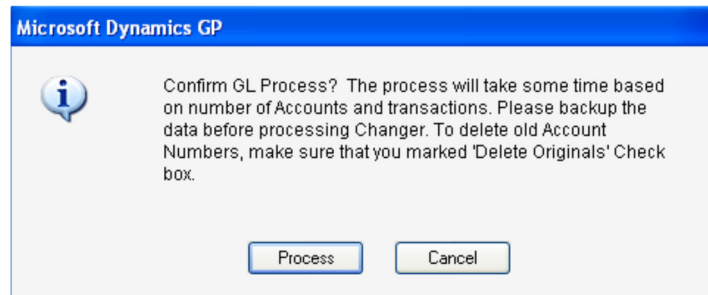 Microsoft Dynamics GP
Confirm GL Process? The process will take some time based
on number of Accounts and transactions. Please backup the
data before processing Changer. To delete old Account
Numbers, make sure that you marked 'Delete Originals' Check
box.
Process Cancel